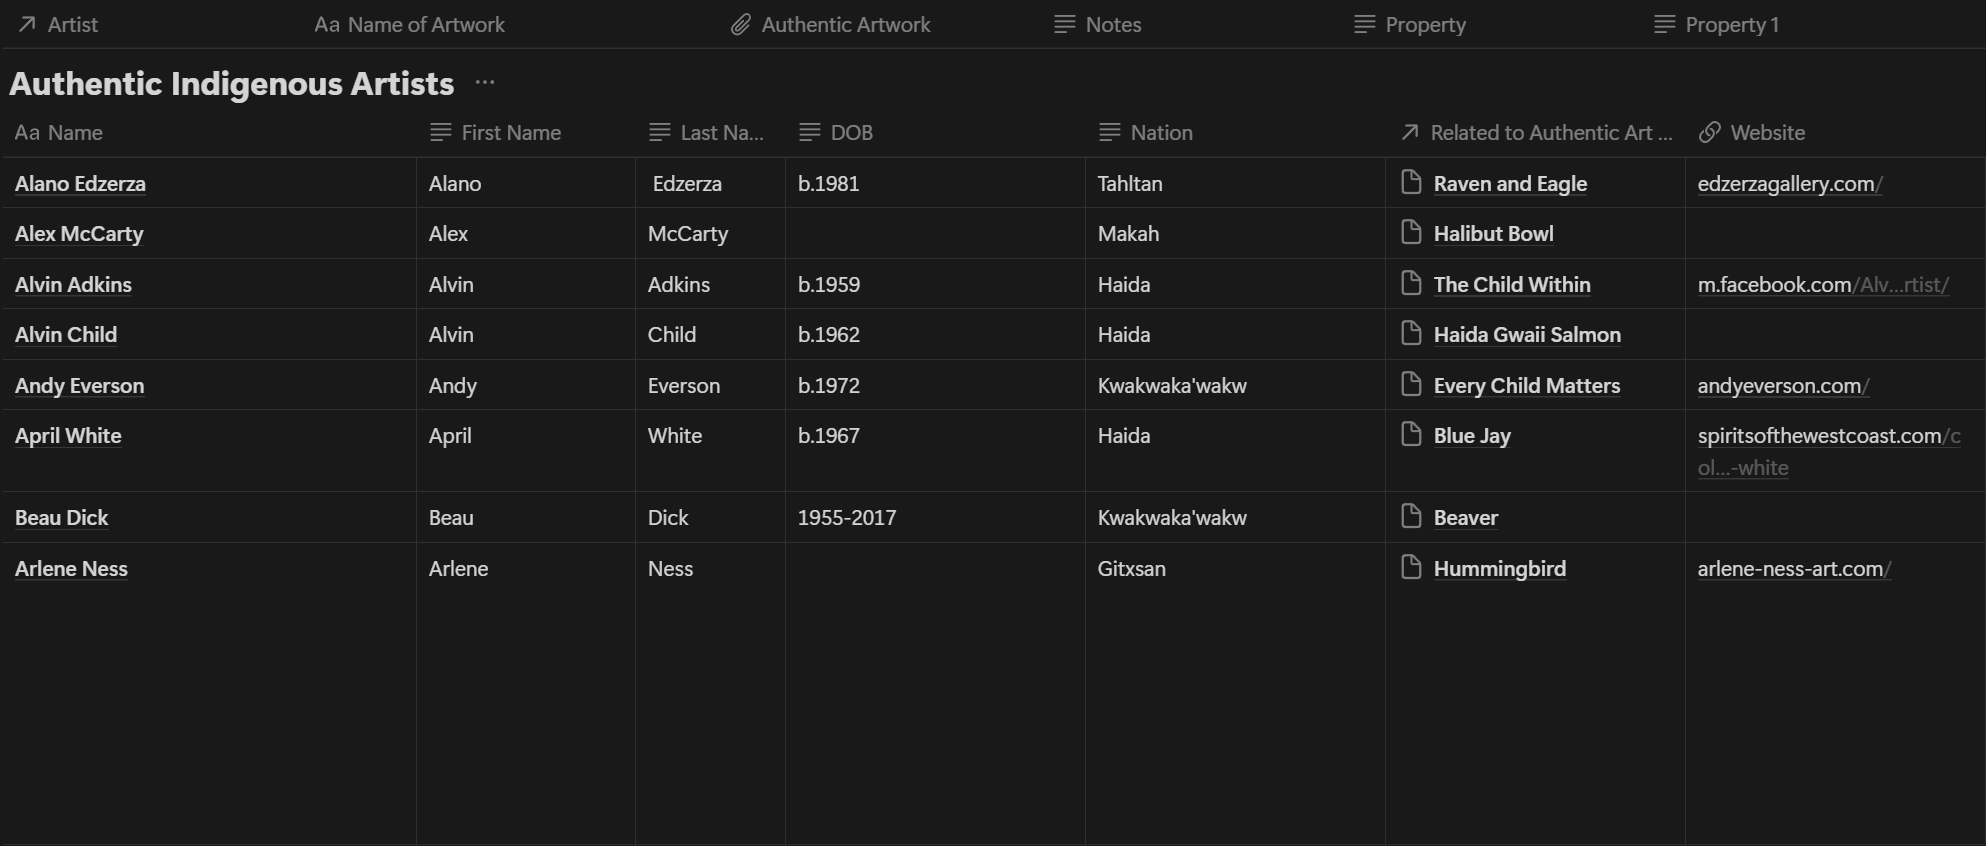 Artist Aa Name of Artwork Authentic Artwork Notes Property Property 1
Authentic Indigenous Artists ...
Aa Name First Name Last Na... DOB Nation Related to Authentic Art ... Website
Alano Edzerza Alano Edzerza b.1981 Tahltan Raven and Eagle edzerzagallery.com/
Alex McCarty Alex McCarty Makah Halibut Bowl
Alvin Adkins Alvin Adkins b.1959 Haida The Child Within m.facebook.com/Alv...rtist/
Alvin Child Alvin Child b.1962 Haida Haida Gwaii Salmon
Andy Everson Andy Everson b.1972 Kwakwaka'wakw Every Child Matters andyeverson.com/
April White April White b.1967 Haida Blue Jay spiritsofthewestcoast.com/c
ol...-white
Beau Dick Beau Dick 1955-2017 Kwakwaka'wakw Beaver
Arlene Ness Arlene Ness Gitxsan Hummingbird arlene-ness-art.com/